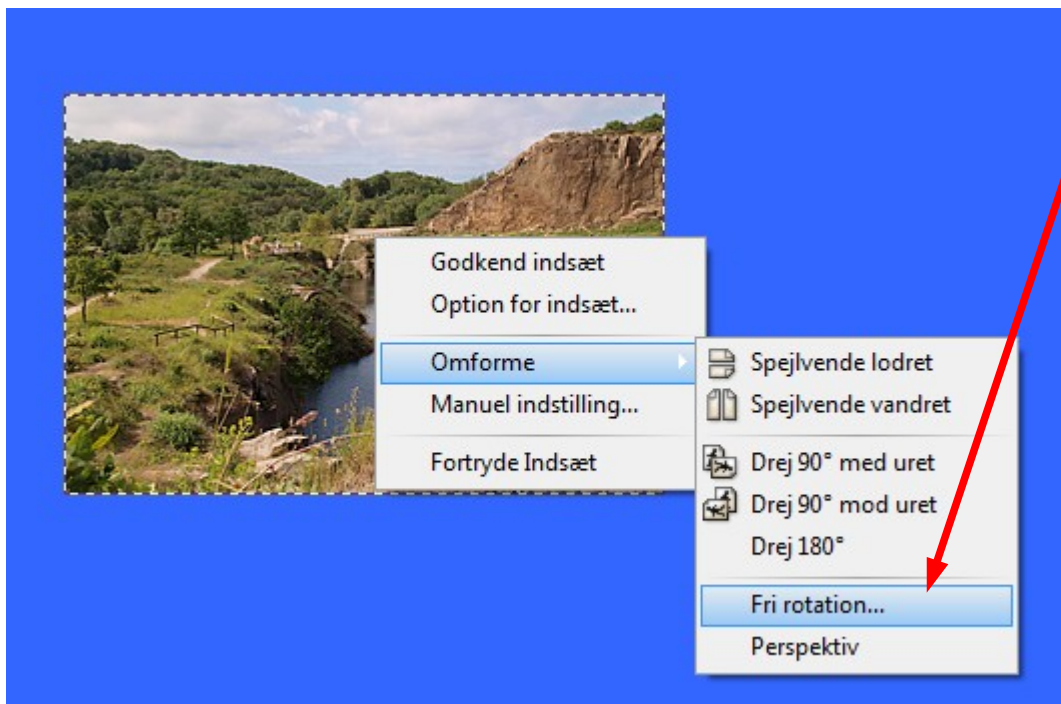 Godkend indsæt
Option for indsæt...
Omforme
Manuel indstilling...
Fortryde Indsæt
Spejlvende lodret
Spejlvende vandret
Drej 90° med uret
Drej 90° mod uret
Drej 180°
Fri rotation...
Perspektiv